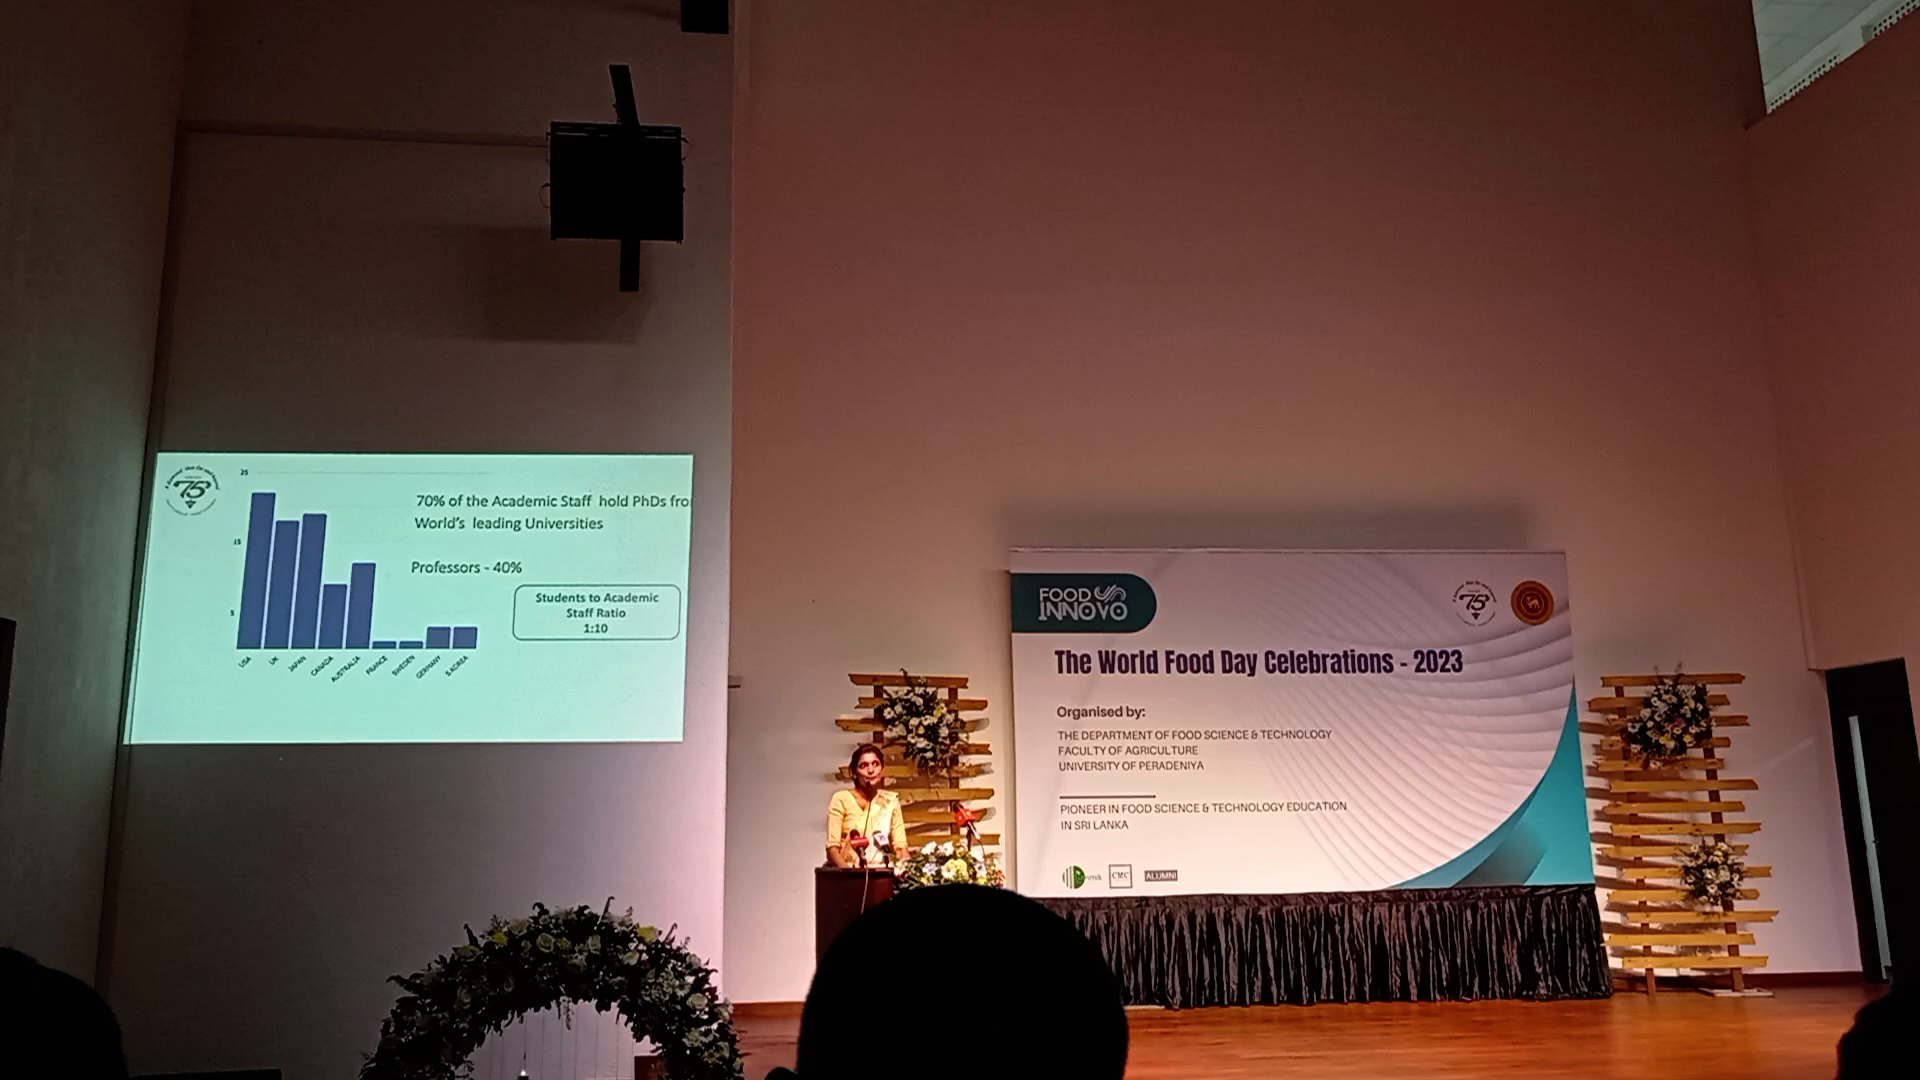 75
25
15
5
USA
UK
JAPAN
CANADA
AUSTRALIA
FRANCE
SWEDEN
GERMANY
S.KOREA
70% of the Academic Staff hold PhDs fro
World's leading Universities
Professors - 40%
Students to Academic
Staff Ratio
1:10
FOOD
INNOVO
75
The World Food Day Celebrations - 2023
Organised by:
THE DEPARTMENT OF FOOD SCIENCE & TECHNOLOGY
FACULTY OF AGRICULTURE
UNIVERSITY OF PERADENIYA
PIONEER IN FOOD SCIENCE & TECHNOLOGY EDUCATION
IN SRI LANKA
CMC
ALUMNI